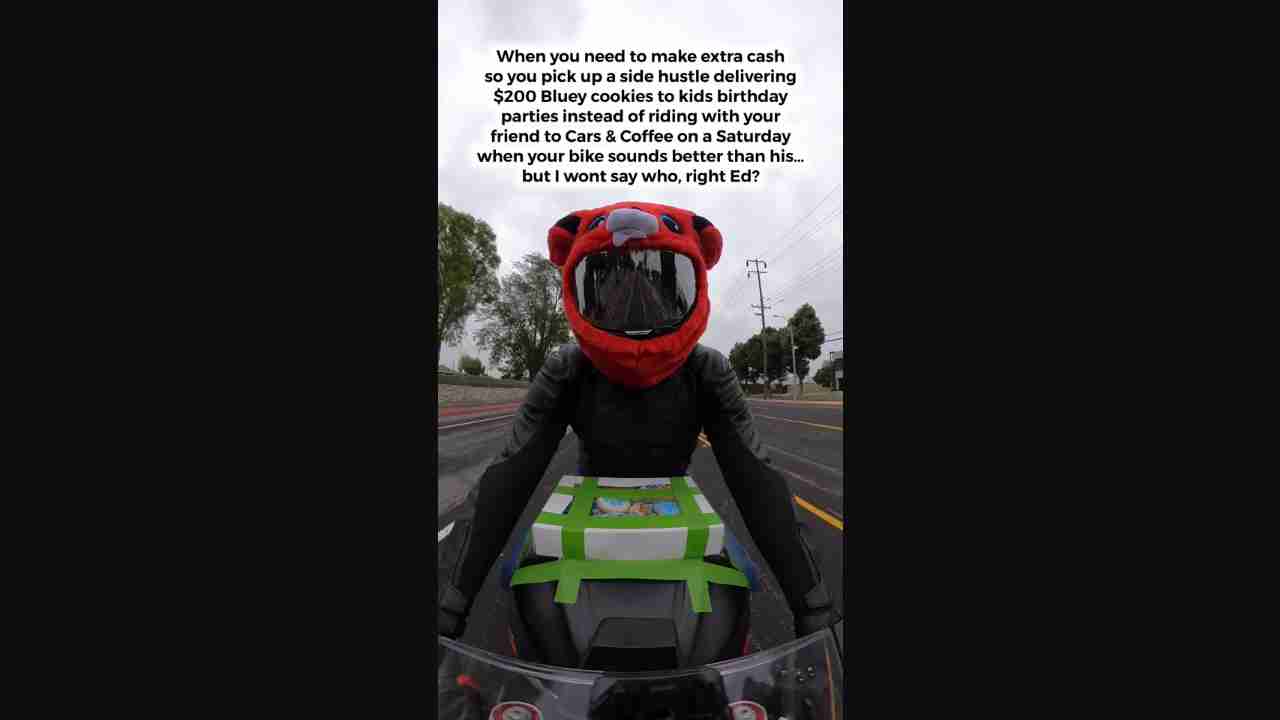 When you need to make extra cash
so you pick up a side hustle delivering
$200 Bluey cookies to kids birthday
parties instead of riding with your
friend to Cars & Coffee on a Saturday
when your bike sounds better than his...
but I wont say who, right Ed?